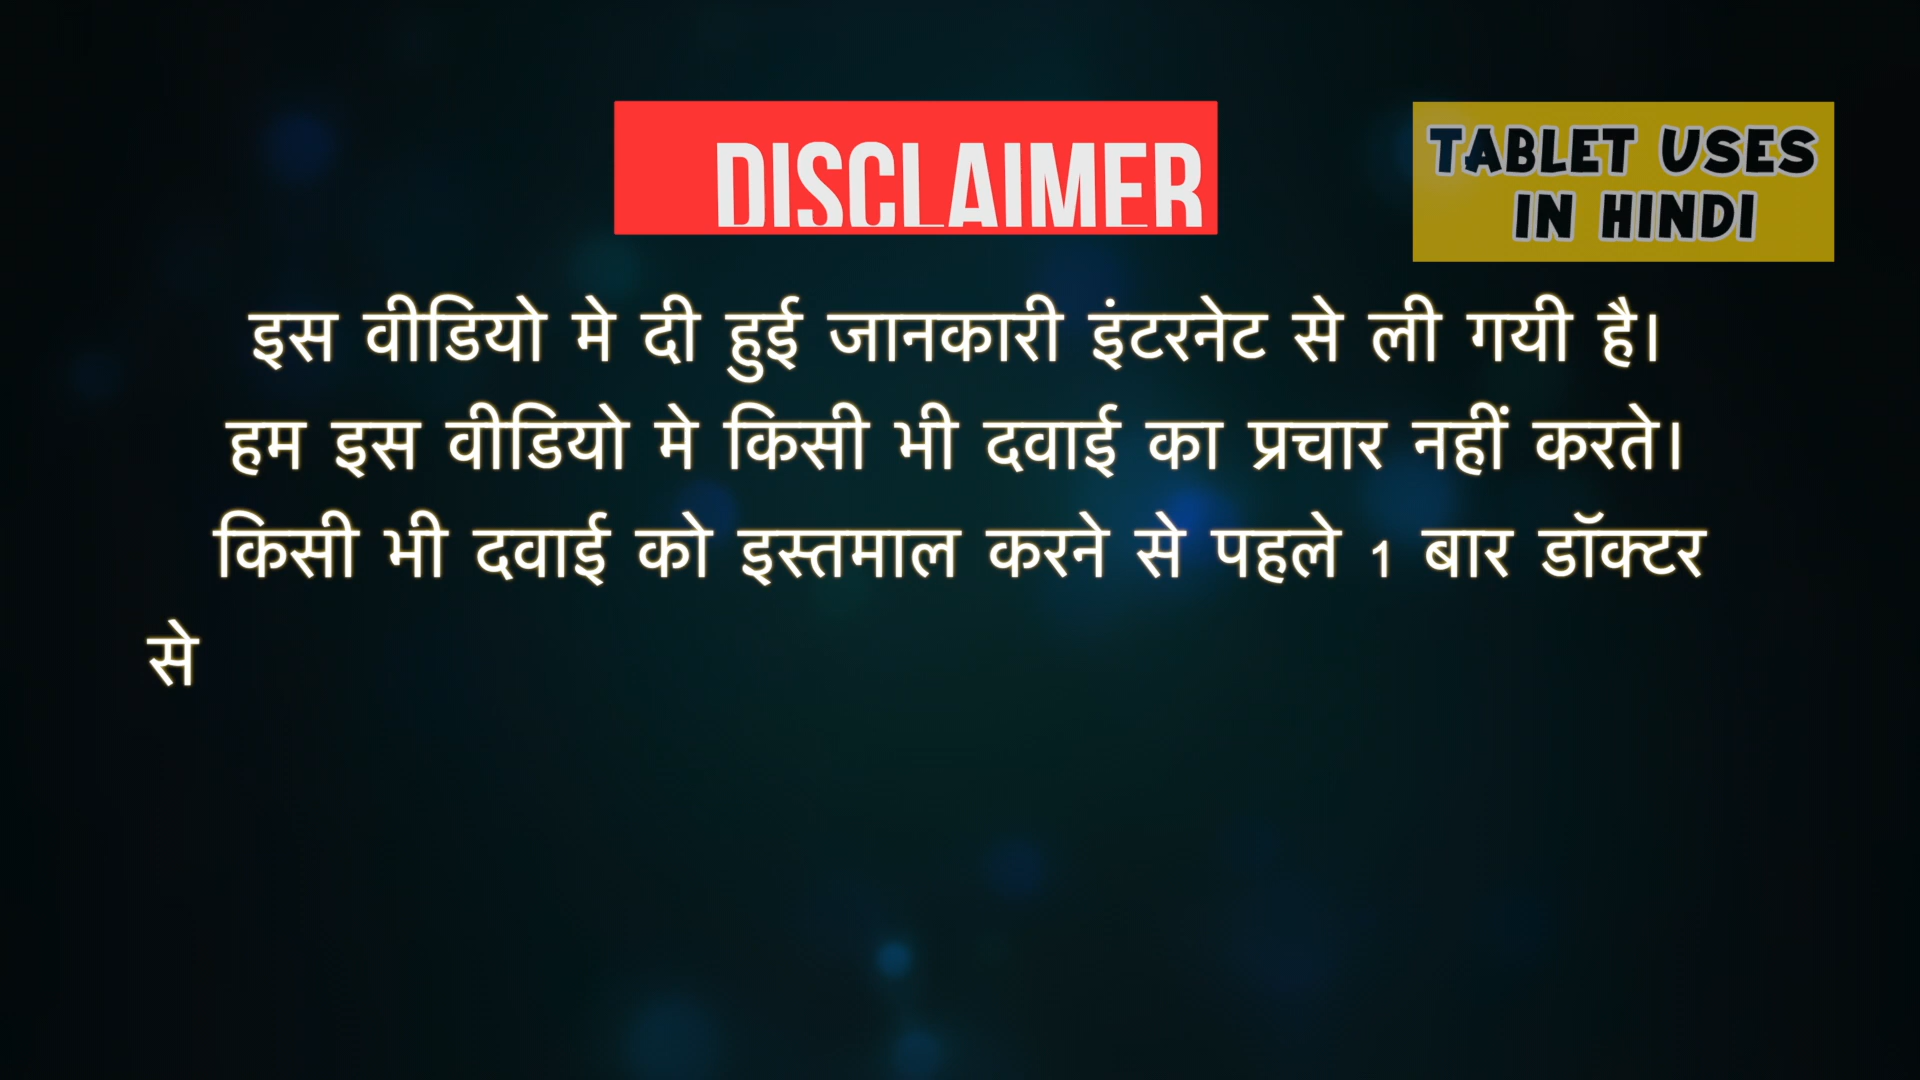 DISCLAIMER
TABLET USES
IN HINDI
इस वीडियो मे दी हुई जानकारी इंटरनेट से ली गयी है।
हम इस वीडियो मे किसी भी दवाई का प्रचार नहीं करते।
किसी भी दवाई को इस्तमाल करने से पहले 1 बार डॉक्टर
से